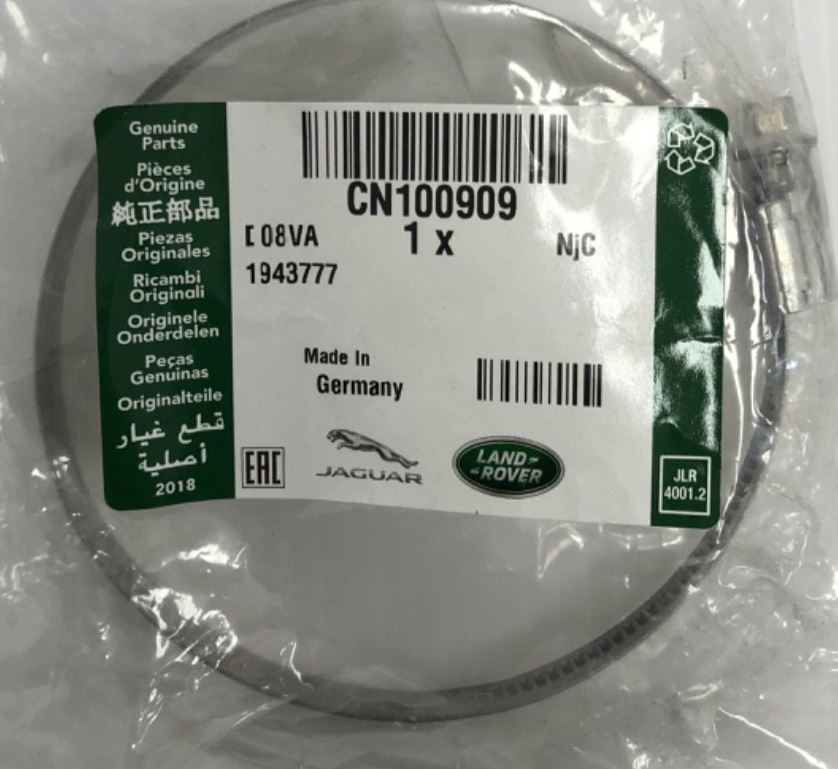 Genuine
Parts
Pièces
d'Origine
純正部品
Piezas
Originales
Ricambi
Originali
Originele
Onderdelen
Peças
Genuinas
Originalteile
قطع غيار
أصلية
2018
CN100909
08VA
1 x
NjC
1943777
Made In
Germany
EAC
JAGUAR
LAND-
-ROVER
JLR
4001.2